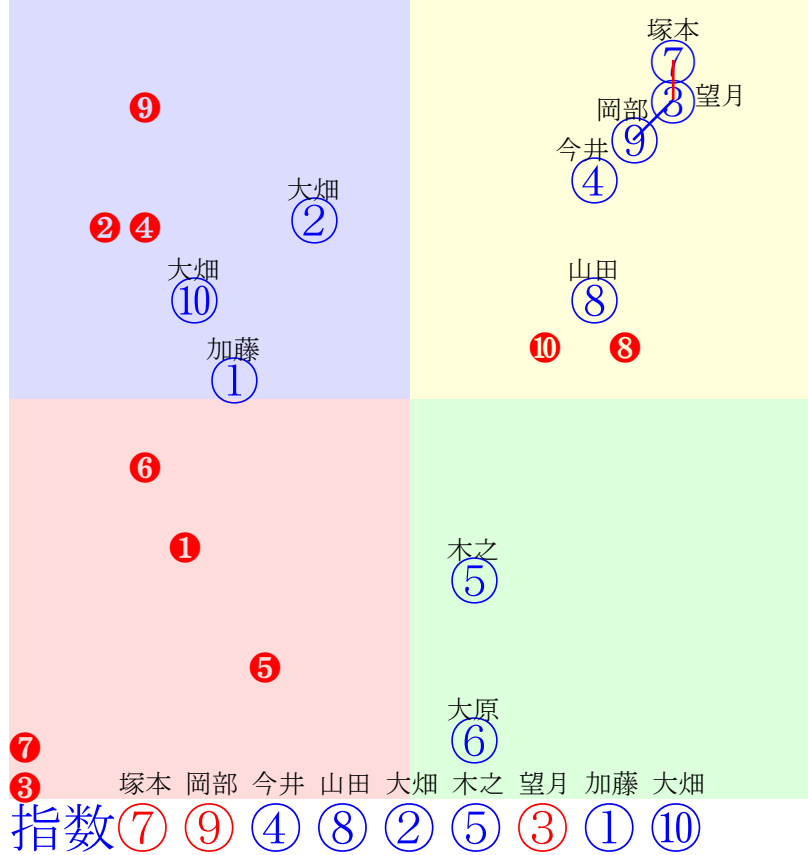 塚本
⑦
❾
③ 望月
岡部
⑨
今井
④
大畑
②
❷ ❹
大畑
⑩
山田
⑧
加藤
❿ ❽
①
❻
❶
木之
⑤
❺
大原
⑥
❼
❸
塚本 岡部 今井 山田 大畑 木之 望月 加藤 大畑
指数⑦⑨④⑧②⑤③①⑩